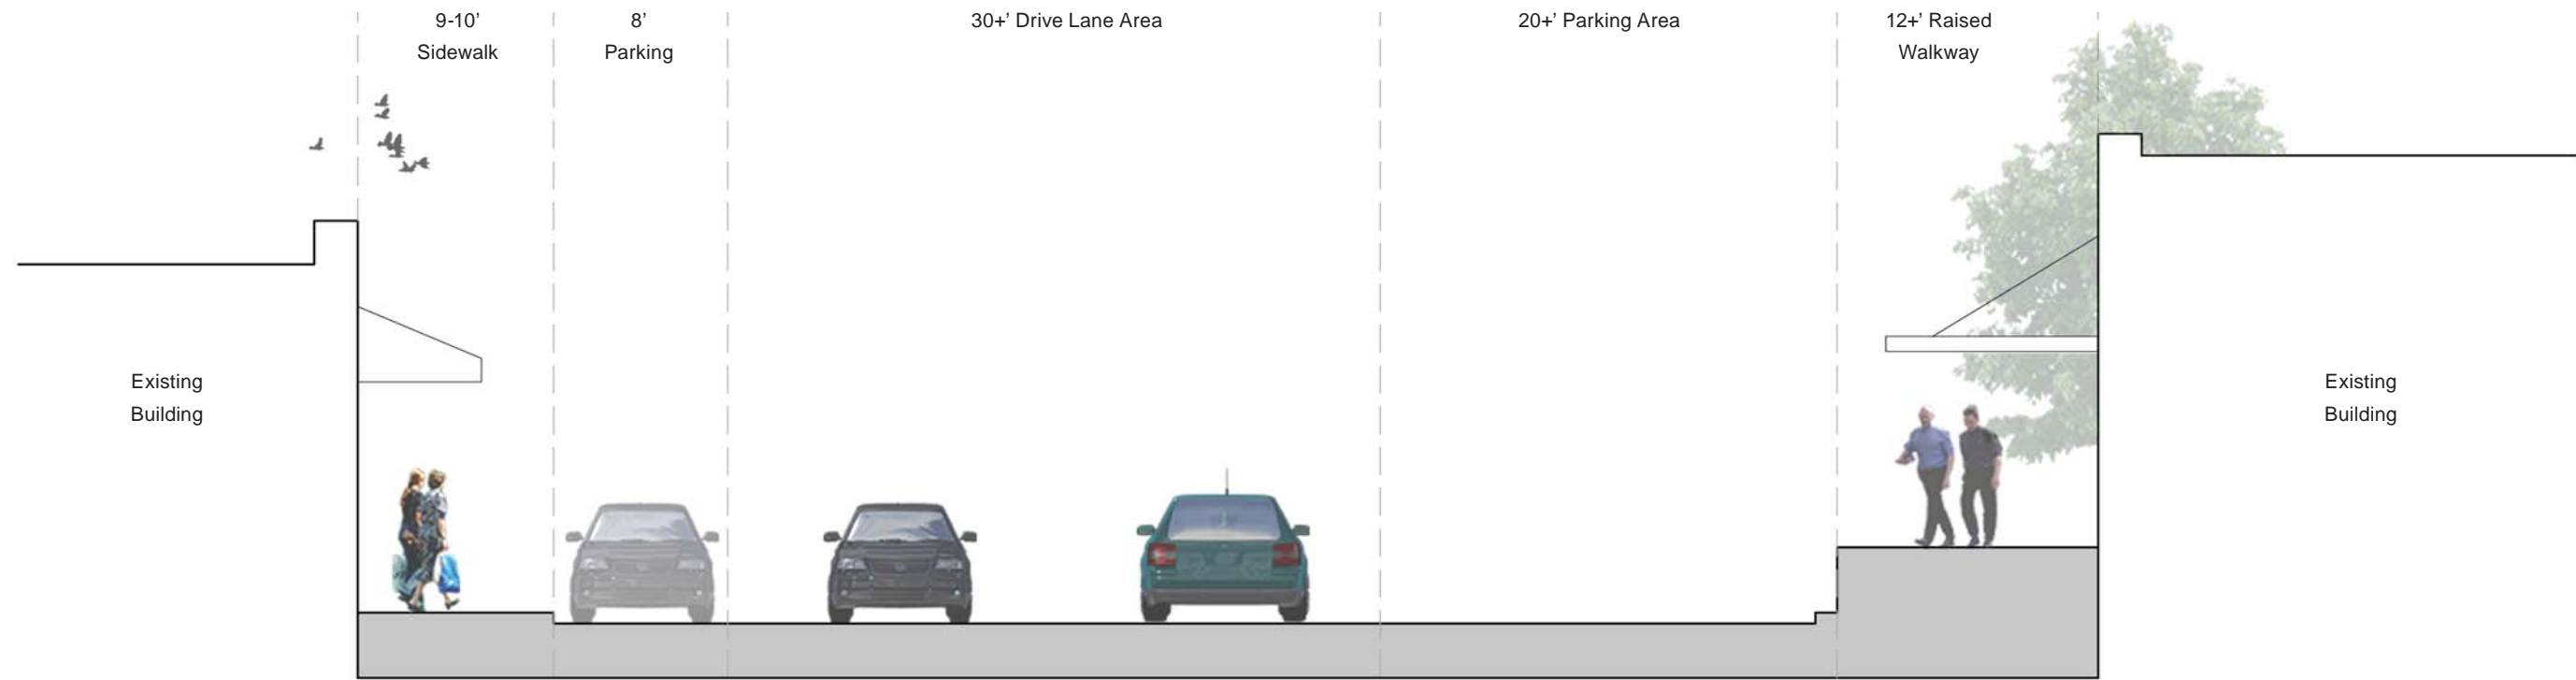 9-10’
Sidewalk
8’
Parking
30+’ Drive Lane Area
20+’ Parking Area
12+’ Raised
Walkway
Existing
Building
Existing
Building